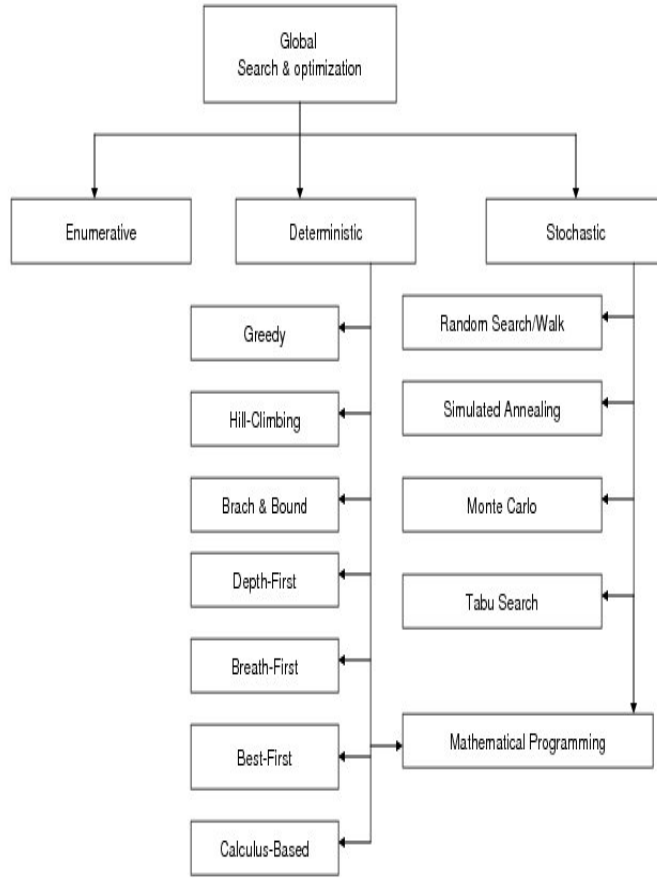 Global
Search & optimization
Enumerative
Deterministic
Stochastic
Greedy
Hill-Climbing
Brach & Bound
Depth-First
Breath-First
Best-First
Calculus-Based
Random Search/Walk
Simulated Annealing
Monte Carlo
Tabu Search
Mathematical Programming